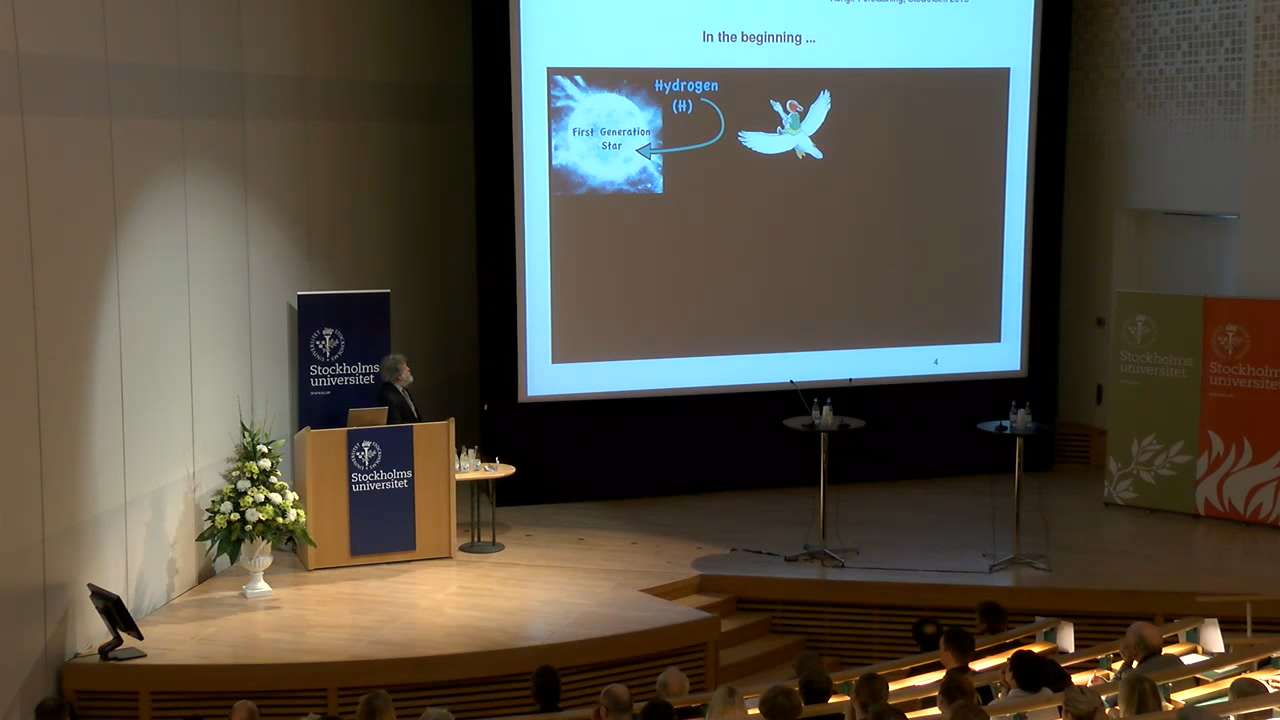 In the beginning ...
Hydrogen
(H)
First Generation
Star
4
Stockholms
universitet
Stockholms
universitet
Stockholms
universitet
Stockholms
universitet